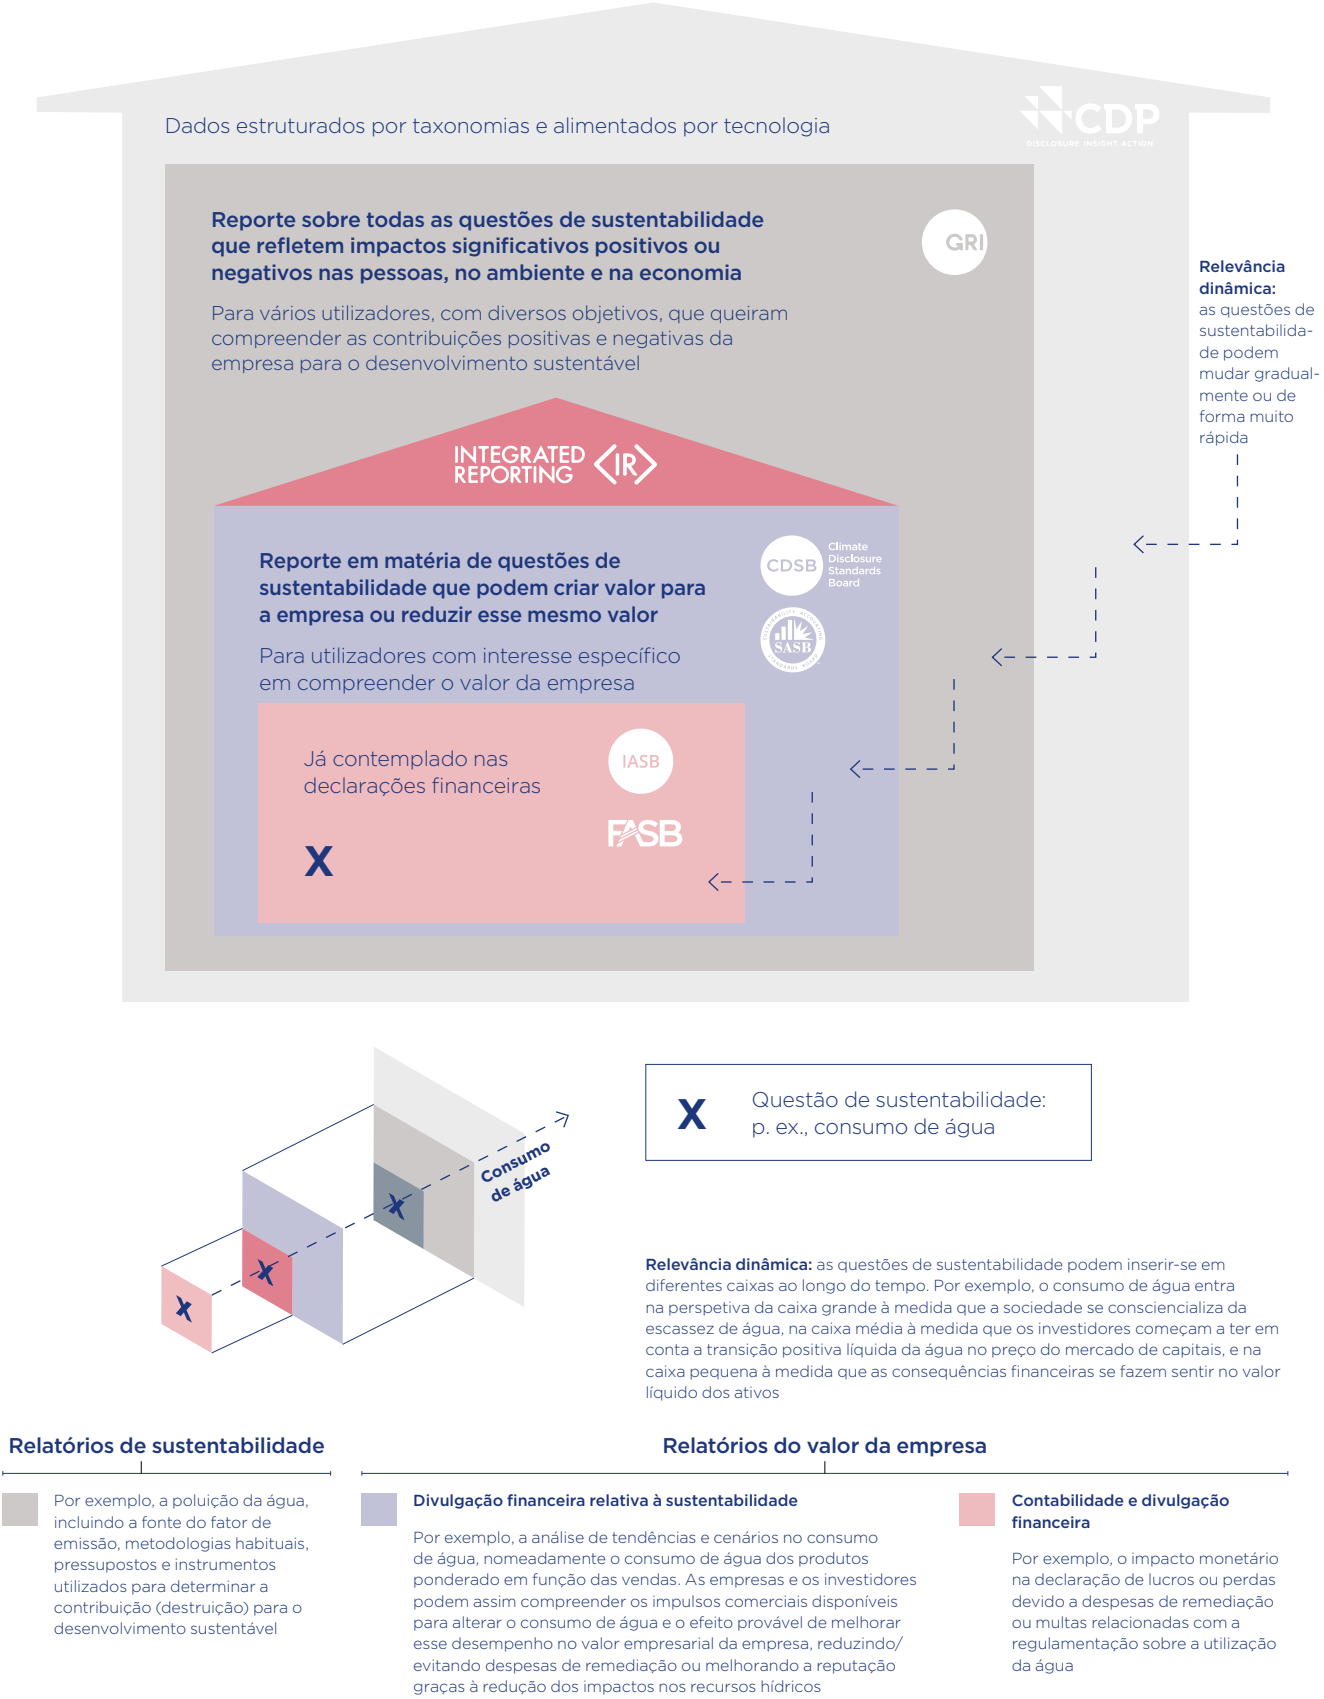 Dados estruturados por taxonomias e alimentados por tecnologia
CDP
DISCLOSURE INSIGHT ACTION
Reporte sobre todas as questões de sustentabilidade
que refletem impactos significativos positivos ou
negativos nas pessoas, no ambiente e na economia
GRI
Para vários utilizadores, com diversos objetivos, que queiram
compreender as contribuições positivas e negativas da
empresa para o desenvolvimento sustentável
Relevância
dinâmica:
as questões de
sustentabilida-
de podem
mudar gradual-
mente ou de
forma muito
rápida
INTEGRATED
REPORTING
<IR>
Reporte em matéria de questões de
sustentabilidade que podem criar valor para
a empresa ou reduzir esse mesmo valor
CDSB
Climate
Disclosure
Standards
Board
SUSTAINABILITY ACCOUNTING
SASB
STANDARDS BOARD
Para utilizadores com interesse específico
em compreender o valor da empresa
Já contemplado nas
declarações financeiras
IASB
FASB
X
X
X
X
Consumo
de água
X
Questão de sustentabilidade:
p. ex., consumo de água
Relevância dinâmica: as questões de sustentabilidade podem inserir-se em
diferentes caixas ao longo do tempo. Por exemplo, o consumo de água entra
na perspetiva da caixa grande à medida que a sociedade se consciencializa da
escassez de água, na caixa média à medida que os investidores começam a ter em
conta a transição positiva líquida da água no preço do mercado de capitais, e na
caixa pequena à medida que as consequências financeiras se fazem sentir no valor
líquido dos ativos
Relatórios de sustentabilidade
Por exemplo, a poluição da água,
incluindo a fonte do fator de
emissão, metodologias habituais,
pressupostos e instrumentos
utilizados para determinar a
contribuição (destruição) para o
desenvolvimento sustentável
Relatórios do valor da empresa
Divulgação financeira relativa à sustentabilidade
Por exemplo, a análise de tendências e cenários no consumo
de água, nomeadamente o consumo de água dos produtos
ponderado em função das vendas. As empresas e os investidores
podem assim compreender os impulsos comerciais disponíveis
para alterar o consumo de água e o efeito provável de melhorar
esse desempenho no valor empresarial da empresa, reduzindo/
evitando despesas de remediação ou melhorando a reputação
graças à redução dos impactos nos recursos hídricos
Contabilidade e divulgação
financeira
Por exemplo, o impacto monetário
na declaração de lucros ou perdas
devido a despesas de remediação
ou multas relacionadas com a
regulamentação sobre a utilização
da água